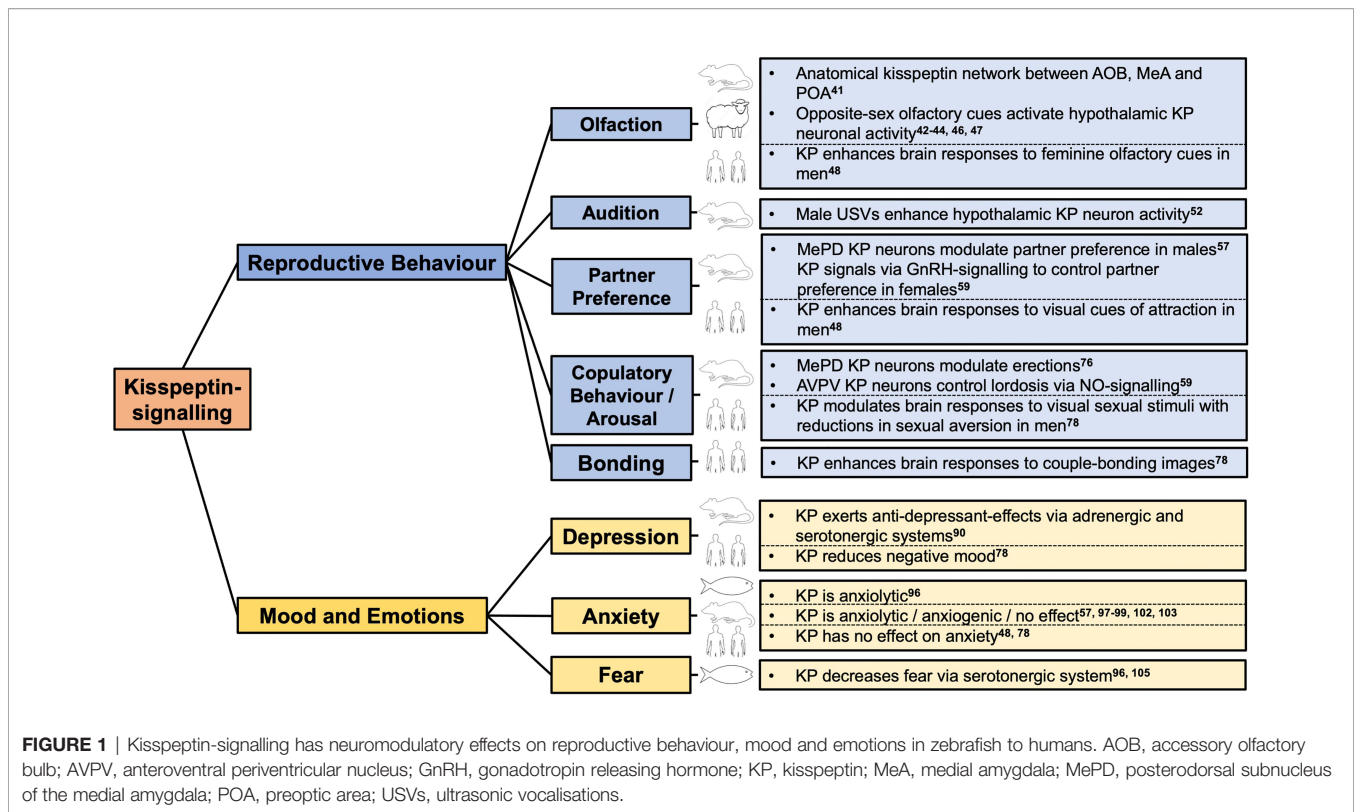 Kisspeptin-
signalling
Reproductive Behaviour
Olfaction
• Anatomical kisspeptin network between AOB, MeA and
POA41
• Opposite-sex olfactory cues activate hypothalamic KP
neuronal activity42-44, 46, 47
• KP enhances brain responses to feminine olfactory cues in
men48
Audition
• Male USVs enhance hypothalamic KP neuron activity52
Partner
Preference
• MePD KP neurons modulate partner preference in males57
KP signals via GnRH-signalling to control partner
preference in females59
• KP enhances brain responses to visual cues of attraction in
men48
Copulatory
Behaviour /
Arousal
• MePD KP neurons modulate erections76
• AVPV KP neurons control lordosis via NO-signalling59
• KP modulates brain responses to visual sexual stimuli with
reductions in sexual aversion in men78
Bonding
• KP enhances brain responses to couple-bonding images78
Mood and Emotions
Depression
• KP exerts anti-depressant-effects via adrenergic and
serotonergic systems90
• KP reduces negative mood78
Anxiety
• KP is anxiolytic96
• KP is anxiolytic / anxiogenic / no effect57, 97-99, 102, 103
• KP has no effect on anxiety48, 78
Fear
• KP decreases fear via serotonergic system96, 105
FIGURE 1 | Kisspeptin-signalling has neuromodulatory effects on reproductive behaviour, mood and emotions in zebrafish to humans. AOB, accessory olfactory
bulb; AVPV, anteroventral periventricular nucleus; GnRH, gonadotropin releasing hormone; KP, kisspeptin; MeA, medial amygdala; MePD, posterodorsal subnucleus
of the medial amygdala; POA, preoptic area; USVs, ultrasonic vocalisations.